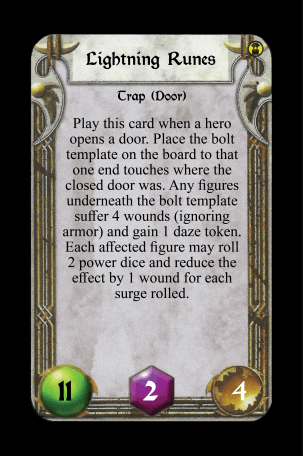 Lightning Runes
Trap (Door)
Play this card when a hero
opens a door. Place the bolt
template on the board to that
one end touches where the
closed door was. Any figures
underneath the bolt template
suffer 4 wounds (ignoring
armor) and gain 1 daze token.
Each affected figure may roll
2 power dice and reduce the
effect by 1 wound for each
surge rolled.
11
2
4